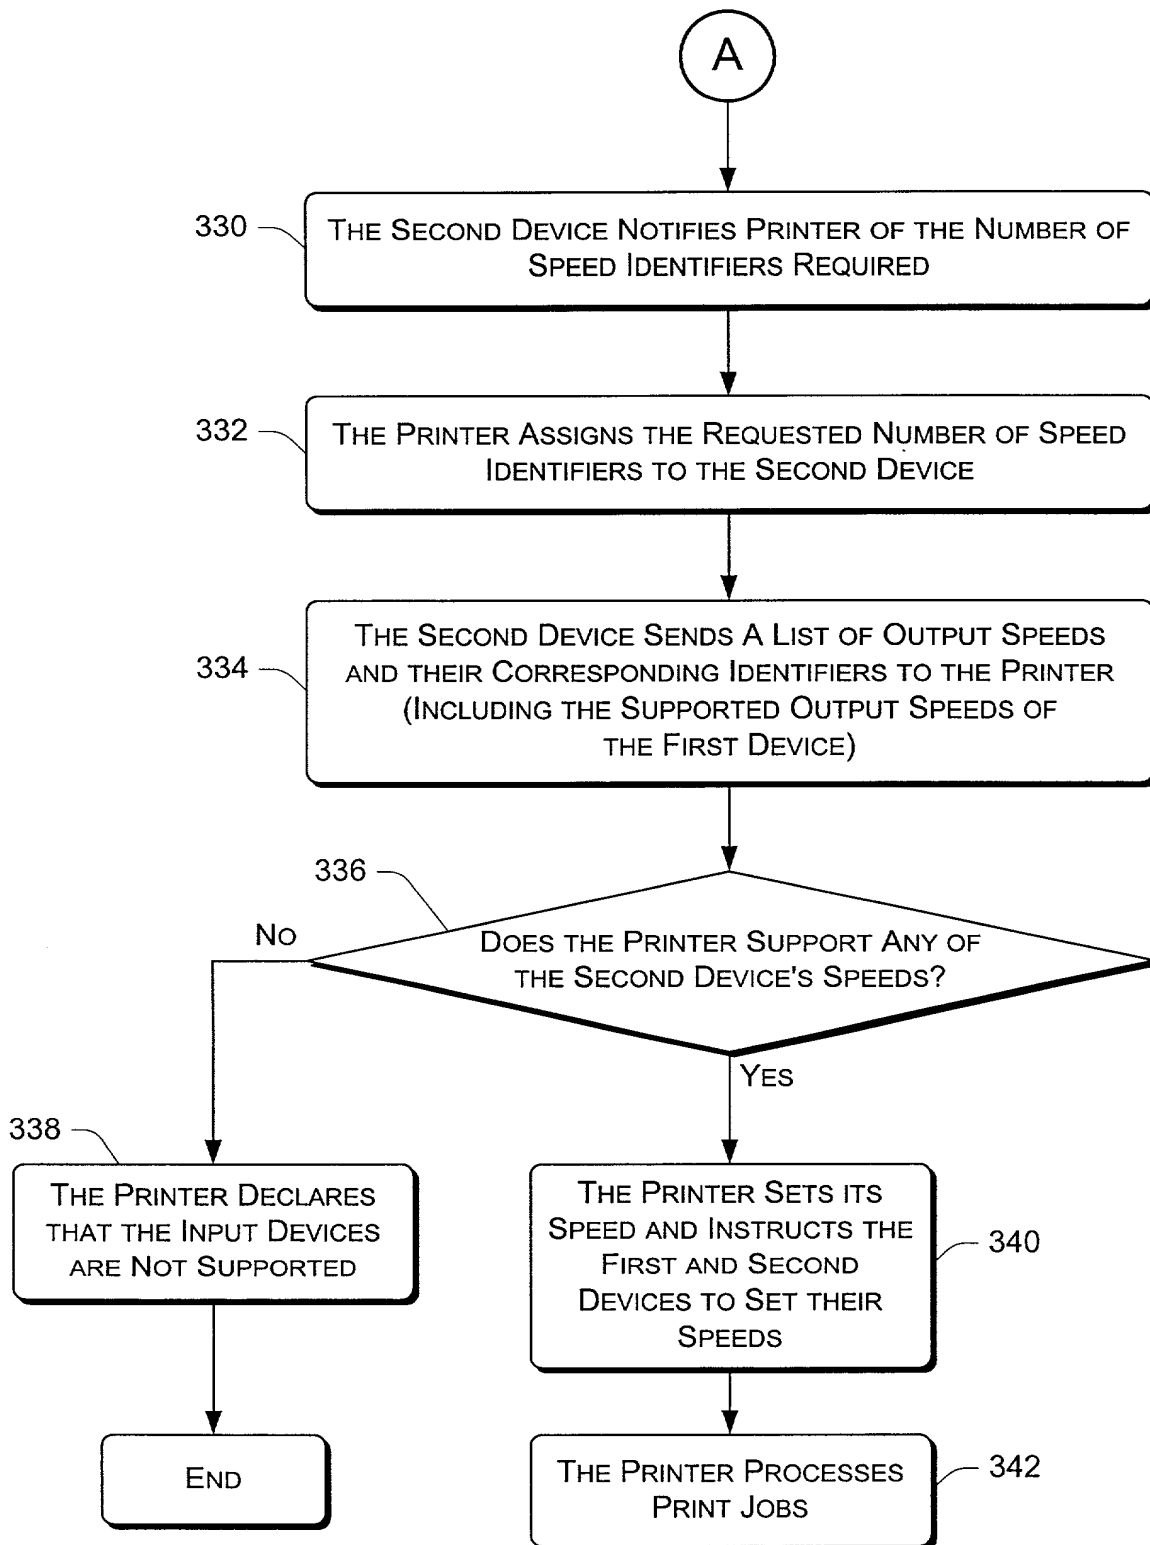 A
330
THE SECOND DEVICE NOTIFIES PRINTER OF THE NUMBER OF
SPEED IDENTIFIERS REQUIRED
332
THE PRINTER ASSIGNS THE REQUESTED NUMBER OF SPEED
IDENTIFIERS TO THE SECOND DEVICE
334
THE SECOND DEVICE SENDS A LIST OF OUTPUT SPEEDS
AND THEIR CORRESPONDING IDENTIFIERS TO THE PRINTER
(INCLUDING THE SUPPORTED OUTPUT SPEEDS OF
THE FIRST DEVICE)
336
DOES THE PRINTER SUPPORT ANY OF
THE SECOND DEVICE'S SPEEDS?
NO
YES
338
THE PRINTER DECLARES
THAT THE INPUT DEVICES
ARE NOT SUPPORTED
END
THE PRINTER SETS ITS
SPEED AND INSTRUCTS THE
FIRST AND SECOND
DEVICES TO SET THEIR
SPEEDS
340
THE PRINTER PROCESSES
PRINT JOBS
342